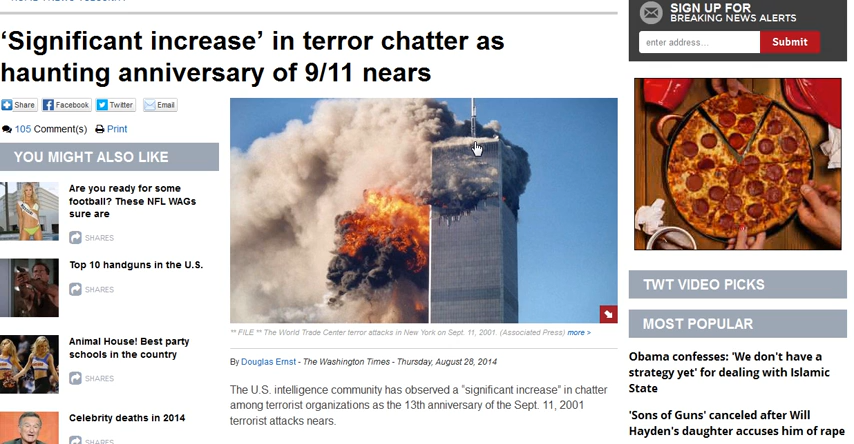 SIGN UP FOR
BREAKING NEWS ALERTS
enter address…
Submit
‘Significant increase’ in terror chatter as
haunting anniversary of 9/11 nears
Share
Facebook
Twitter
Email
105 Comment(s)
Print
YOU MIGHT ALSO LIKE
Are you ready for some
football? These NFL WAGs
sure are
SHARES
Top 10 handguns in the U.S.
SHARES
Animal House! Best party
schools in the country
SHARES
Celebrity deaths in 2014
** FILE ** The World Trade Center terror attacks in New York on Sept. 11, 2001. (Associated Press) more >
By Douglas Ernst - The Washington Times - Thursday, August 28, 2014
The U.S. intelligence community has observed a "significant increase" in chatter
among terrorist organizations as the 13th anniversary of the Sept. 11, 2001
terrorist attacks nears.
TWT VIDEO PICKS
MOST POPULAR
Obama confesses: 'We don't have a
strategy yet' for dealing with Islamic
State
'Sons of Guns' canceled after Will
Hayden's daughter accuses him of rape